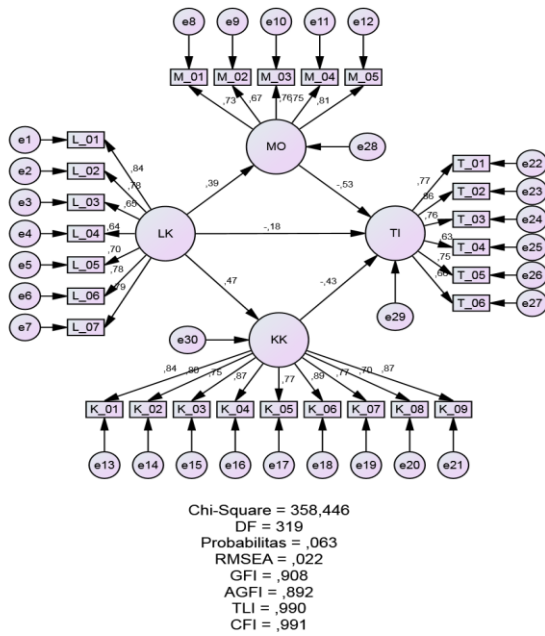 e8 e9 e10 e11 e12
M_01 M_02 M_03 M_04 M_05
,73 ,67 ,76 ,75 ,81
MO e28
e1 L_01
e2 L_02
e3 L_03
e4 L_04
e5 L_05
e6 L_06
e7 L_07
,84
,78
,65
,64
,70
,78
,79
LK
,39
-,53
-,18
,47
-,43
TI
T_01 e22
T_02 e23
T_03 e24
T_04 e25
T_05 e26
T_06 e27
,77
,86
,76
,63
,75
e29
e30 KK
,84 ,80 ,75 ,87 ,77 ,89 ,77 ,70 ,87
K_01 K_02 K_03 K_04 K_05 K_06 K_07 K_08 K_09
e13 e14 e15 e16 e17 e18 e19 e20 e21
Chi-Square = 358,446
DF = 319
Probabilitas = ,063
RMSEA = ,022
GFI = ,908
AGFI = ,892
TLI = ,990
CFI = ,991